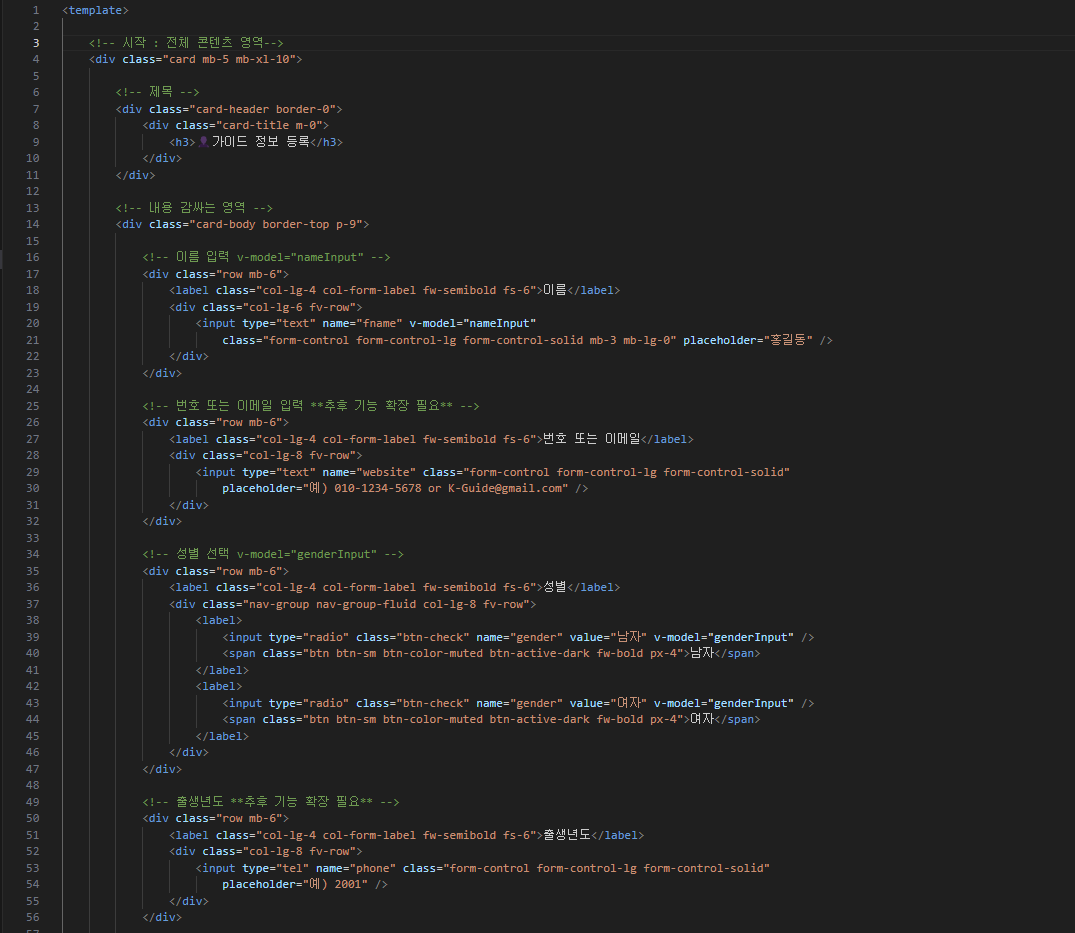 1 <template>
2
3 <!-- 시작 : 전체 콘텐츠 영역-->
4 <div class="card mb-5 mb-xl-10">
5
6 <!-- 제목 -->
7 <div class="card-header border-0">
8 <div class="card-title m-0">
9 <h3>👤가이드 정보 등록</h3>
10 </div>
11 </div>
12
13 <!-- 내용 감싸는 영역 -->
14 <div class="card-body border-top p-9">
15
16 <!-- 이름 입력 v-model="nameInput" -->
17 <div class="row mb-6">
18 <label class="col-lg-4 col-form-label fw-semibold fs-6">이름</label>
19 <div class="col-lg-6 fv-row">
20 <input type="text" name="fname" v-model="nameInput"
21 class="form-control form-control-lg form-control-solid mb-3 mb-lg-0" placeholder="홍길동" />
22 </div>
23 </div>
24
25 <!-- 번호 또는 이메일 입력 **추후 기능 확장 필요** -->
26 <div class="row mb-6">
27 <label class="col-lg-4 col-form-label fw-semibold fs-6">번호 또는 이메일</label>
28 <div class="col-lg-8 fv-row">
29 <input type="text" name="website" class="form-control form-control-lg form-control-solid"
30 placeholder="예) 010-1234-5678 or K-Guide@gmail.com" />
31 </div>
32 </div>
33
34 <!-- 성별 선택 v-model="genderInput" -->
35 <div class="row mb-6">
36 <label class="col-lg-4 col-form-label fw-semibold fs-6">성별</label>
37 <div class="nav-group nav-group-fluid col-lg-8 fv-row">
38 <label>
39 <input type="radio" class="btn-check" name="gender" value="남자" v-model="genderInput" />
40 <span class="btn btn-sm btn-color-muted btn-active-dark fw-bold px-4">남자</span>
41 </label>
42 <label>
43 <input type="radio" class="btn-check" name="gender" value="여자" v-model="genderInput" />
44 <span class="btn btn-sm btn-color-muted btn-active-dark fw-bold px-4">여자</span>
45 </label>
46 </div>
47 </div>
48
49 <!-- 출생년도 **추후 기능 확장 필요** -->
50 <div class="row mb-6">
51 <label class="col-lg-4 col-form-label fw-semibold fs-6">출생년도</label>
52 <div class="col-lg-8 fv-row">
53 <input type="tel" name="phone" class="form-control form-control-lg form-control-solid"
54 placeholder="예) 2001" />
55 </div>
56 </div>